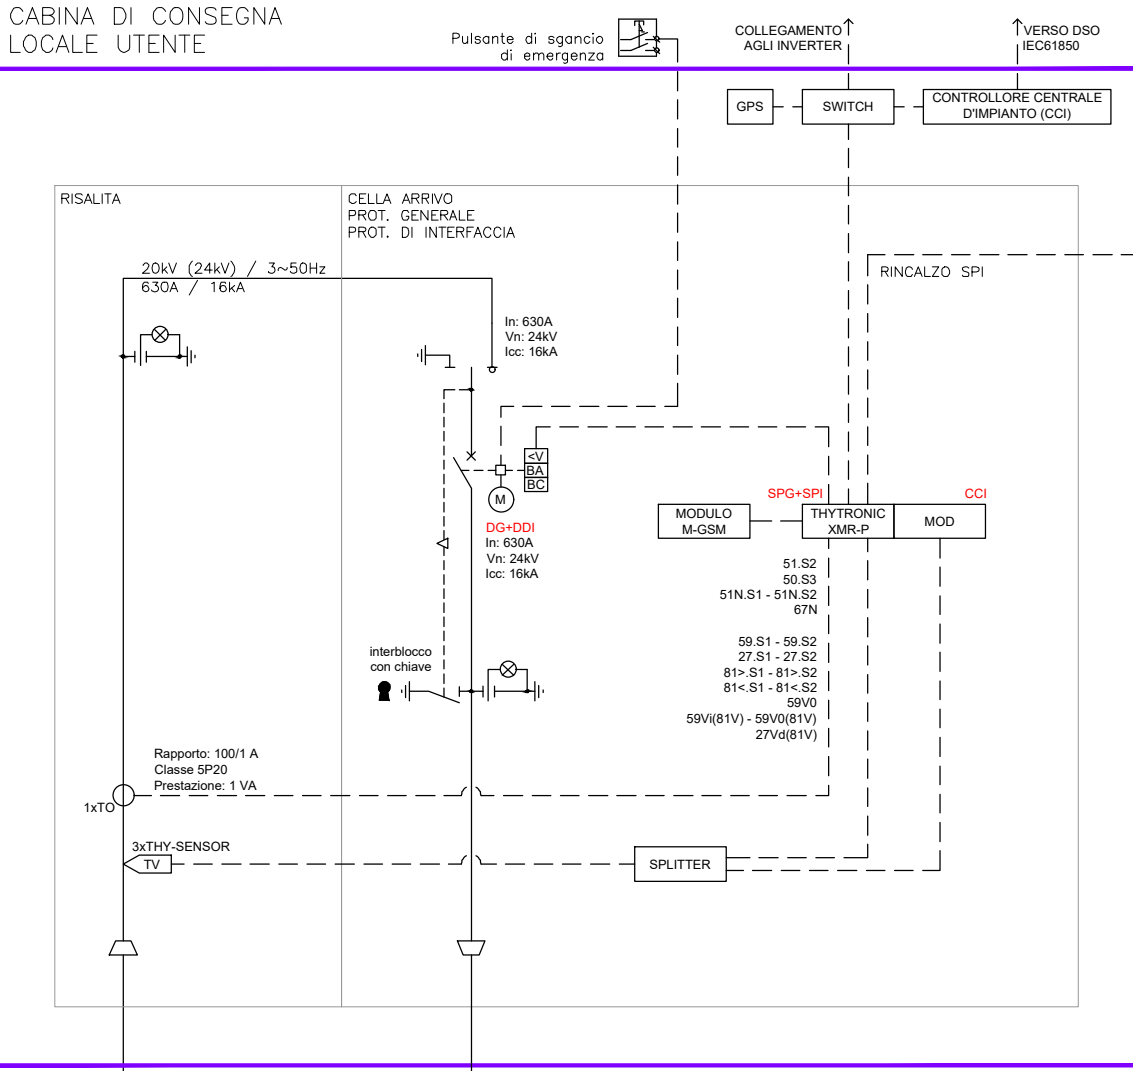 CABINA DI CONSEGNA
LOCALE UTENTE
Pulsante di sgancio
di emergenza
COLLEGAMENTO
AGLI INVERTER
VERSO DSO
IEC61850
GPS
SWITCH
CONTROLLORE CENTRALE
D'IMPIANTO (CCI)
RISALITA
CELLA ARRIVO
PROT. GENERALE
PROT. DI INTERFACCIA
20kV (24kV) / 3~50Hz
630A / 16kA
RINCALZO SPI
In: 630A
Vn: 24kV
Icc: 16kA
<V
BA
BC
M
DG+DDI
In: 630A
Vn: 24kV
Icc: 16kA
SPG+SPI
CCI
MODULO
M-GSM
THYTRONIC
XMR-P
MOD
51.S2
50.S3
51N.S1 - 51N.S2
67N
59.S1 - 59.S2
27.S1 - 27.S2
81>.S1 - 81>.S2
81<.S1 - 81<.S2
59V0
59Vi(81V) - 59V0(81V)
27Vd(81V)
interblocco
con chiave
Rapporto: 100/1 A
Classe 5P20
Prestazione: 1 VA
1xTO
3xTHY-SENSOR
TV
SPLITTER